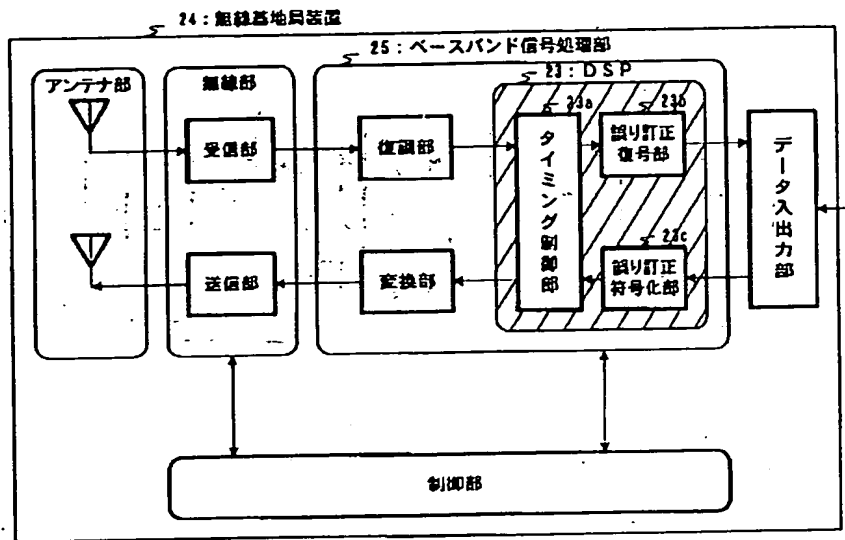 24：無線基地局装置
25：ベースバンド信号処理部
23：DSP
アンテナ部
無線部
受信部
送信部
復調部
変換部
23a
タイミング制御部
23b
誤り訂正
復号部
23c
誤り訂正
符号化部
データ入出力部
制御部